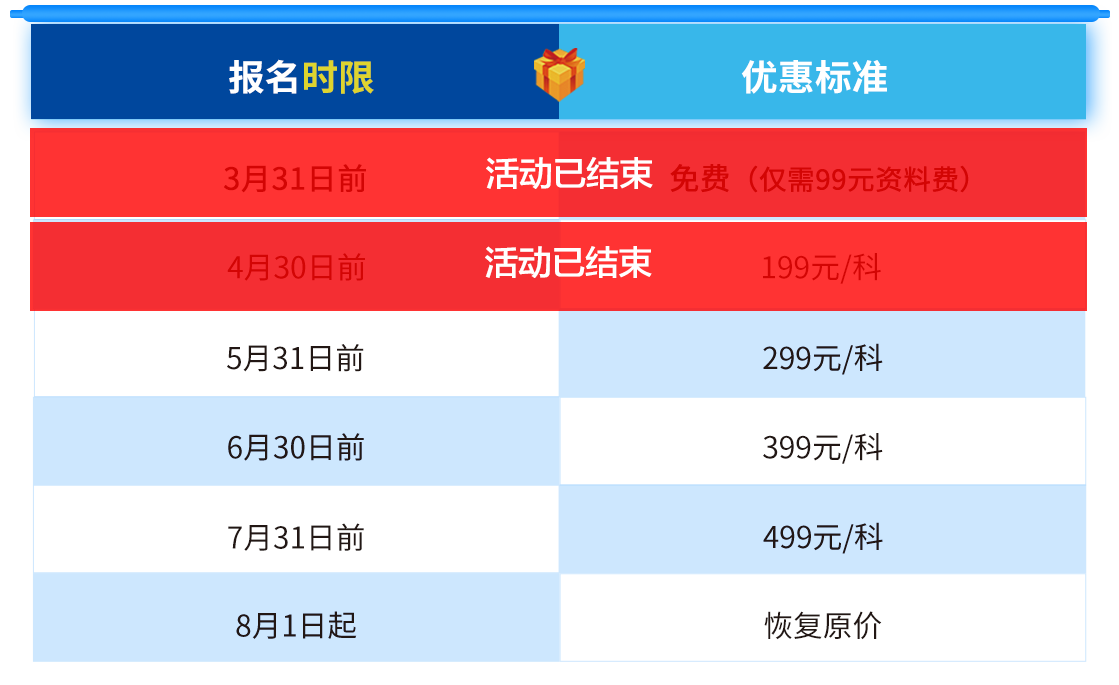 报名时限 优惠标准
3月31日前 活动已结束 免费（仅需99元资料费）
4月30日前 活动已结束 199元/科
5月31日前 299元/科
6月30日前 399元/科
7月31日前 499元/科
8月1日起 恢复原价